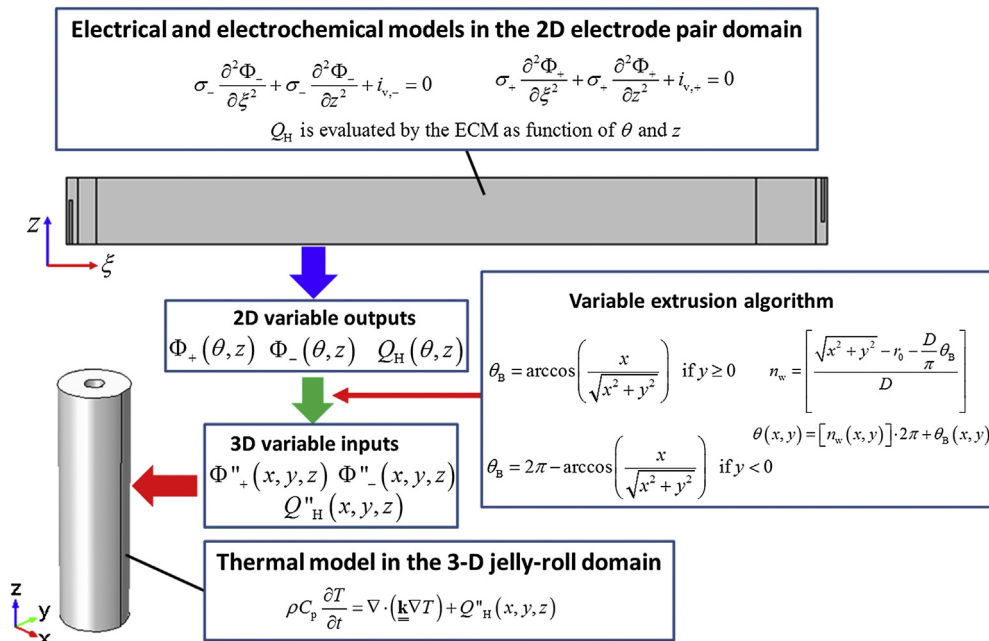 Electrical and electrochemical models in the 2D electrode pair domain
σ₋ ∂²Φ₋/∂ξ² + σ₋ ∂²Φ₋/∂z² + i_{v,−} = 0    σ₊ ∂²Φ₊/∂ξ² + σ₊ ∂²Φ₊/∂z² + i_{v,+} = 0
Q_H is evaluated by the ECM as function of θ and z
z
ξ
2D variable outputs
Φ₊(θ, z) Φ₋(θ, z) Q_H(θ, z)
3D variable inputs
Φ"₊(x, y, z) Φ"₋(x, y, z)
Q"_H(x, y, z)
Variable extrusion algorithm
θ_B = arccos(x/√(x² + y²)) if y ≥ 0    n_w = [(√(x² + y²) − r₀ − (D/π)θ_B)/D]
θ(x, y) = [n_w(x, y)]·2π + θ_B(x, y)
θ_B = 2π − arccos(x/√(x² + y²)) if y < 0
Thermal model in the 3-D jelly-roll domain
ρC_p ∂T/∂t = ∇·(k∇T) + Q"_H(x, y, z)
z
y
x